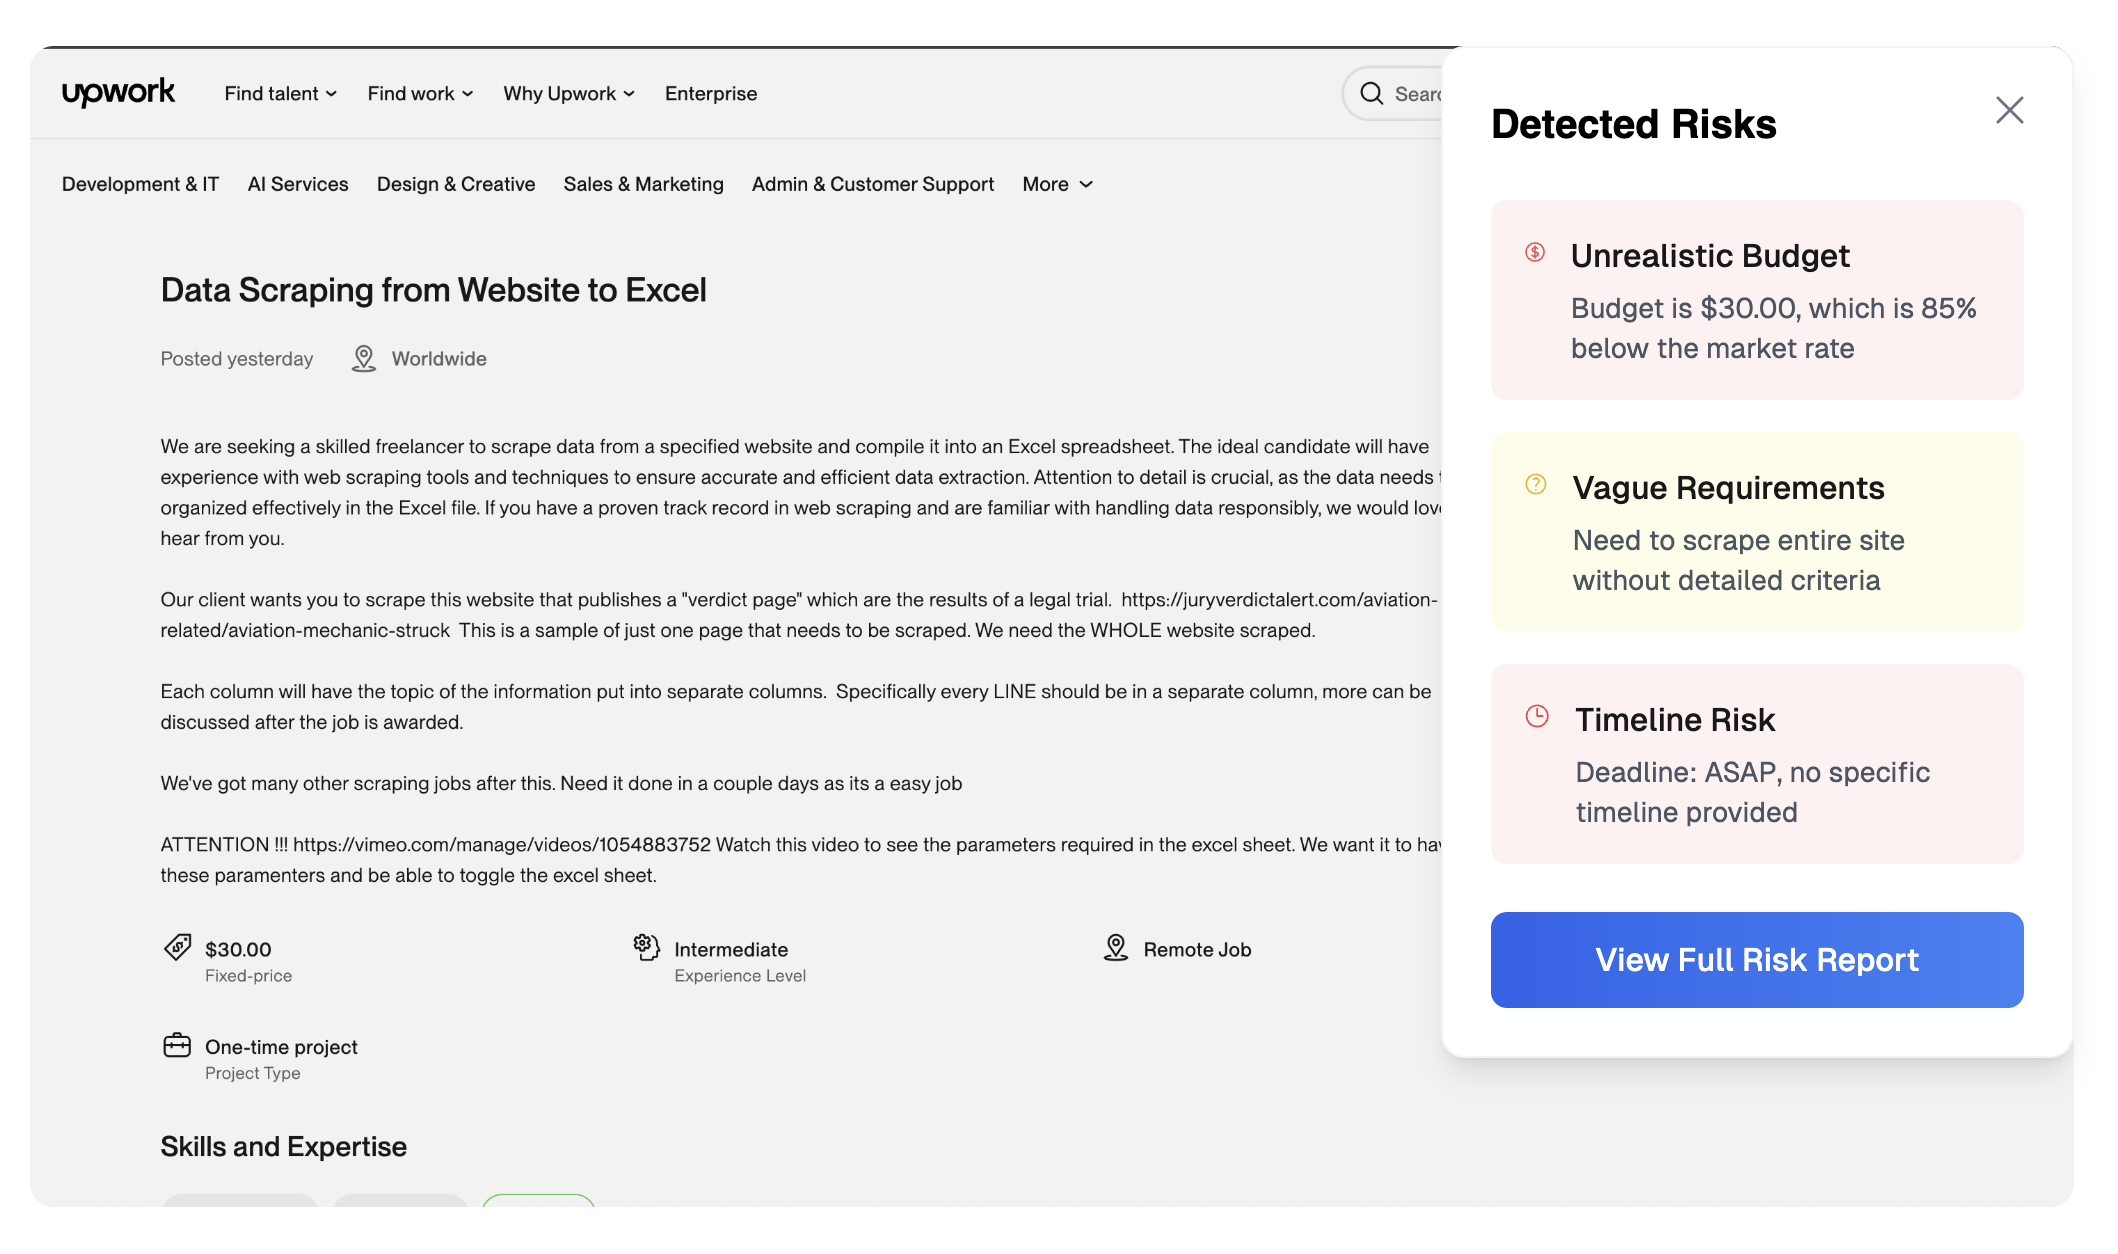 upwork
Find talent
Find work
Why Upwork
Enterprise
Development & IT
AI Services
Design & Creative
Sales & Marketing
Admin & Customer Support
More
Data Scraping from Website to Excel
Posted yesterday
Worldwide
We are seeking a skilled freelancer to scrape data from a specified website and compile it into an Excel spreadsheet. The ideal candidate will have
experience with web scraping tools and techniques to ensure accurate and efficient data extraction. Attention to detail is crucial, as the data needs
organized effectively in the Excel file. If you have a proven track record in web scraping and are familiar with handling data responsibly, we would
hear from you.
Our client wants you to scrape this website that publishes a "verdict page" which are the results of a legal trial. https://juryverdictalert.com/aviation-
related/aviation-mechanic-struck This is a sample of just one page that needs to be scraped. We need the WHOLE website scraped.
Each column will have the topic of the information put into separate columns. Specifically every LINE should be in a separate column, more can be
discussed after the job is awarded.
We've got many other scraping jobs after this. Need it done in a couple days as its a easy job
ATTENTION !!! https://vimeo.com/manage/videos/1054883752 Watch this video to see the parameters required in the excel sheet. We want it to
these paramenters and be able to toggle the excel sheet.
$30.00
Fixed-price
Intermediate
Experience Level
Remote Job
One-time project
Project Type
Skills and Expertise
Detected Risks
Unrealistic Budget
Budget is $30.00, which is 85%
below the market rate
Vague Requirements
Need to scrape entire site
without detailed criteria
Timeline Risk
Deadline: ASAP, no specific
timeline provided
View Full Risk Report